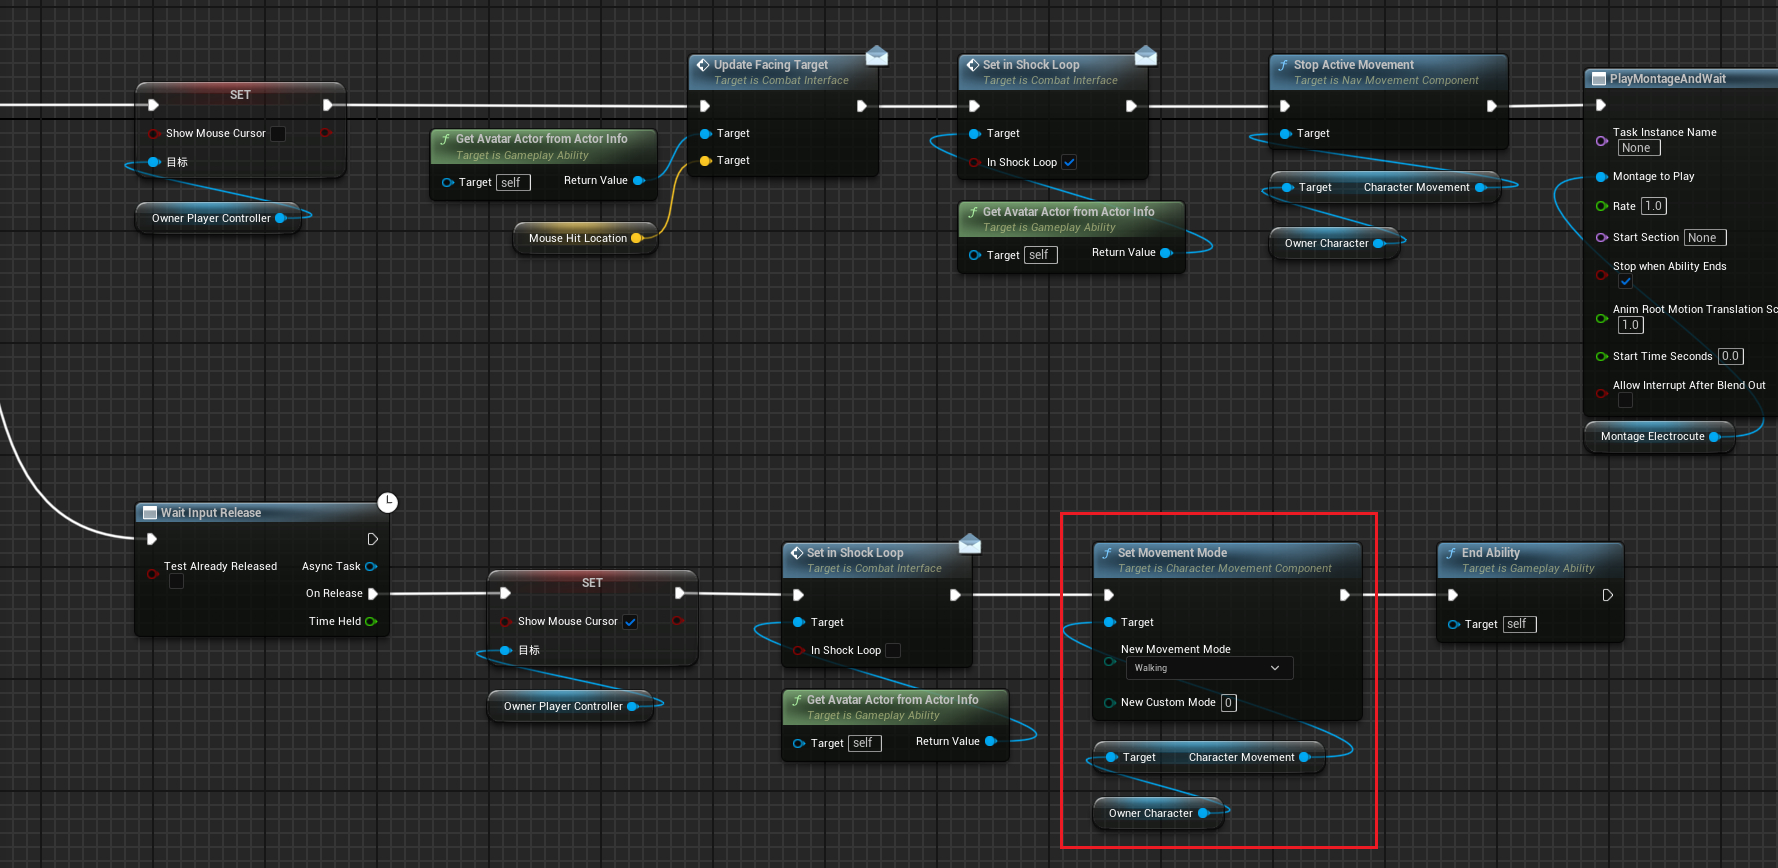 SET
Show Mouse Cursor
目标
Owner Player Controller
Get Avatar Actor from Actor Info
Target is Gameplay Ability
Target self
Return Value
Mouse Hit Location
Update Facing Target
Target is Combat Interface
Target
Target
Set in Shock Loop
Target is Combat Interface
Target
In Shock Loop
Get Avatar Actor from Actor Info
Target is Gameplay Ability
Target self
Return Value
Stop Active Movement
Target is Nav Movement Component
Target
Target Character Movement
Owner Character
PlayMontageAndWait
Task Instance Name
None
Montage to Play
Rate 1.0
Start Section None
Stop when Ability Ends
Anim Root Motion Translation Sc
1.0
Start Time Seconds 0.0
Allow Interrupt After Blend Out
Montage Electrocute
Wait Input Release
Test Already Released
Async Task
On Release
Time Held
SET
Show Mouse Cursor
目标
Owner Player Controller
Set in Shock Loop
Target is Combat Interface
Target
In Shock Loop
Get Avatar Actor from Actor Info
Target is Gameplay Ability
Target self
Return Value
Set Movement Mode
Target is Character Movement Component
Target
New Movement Mode
Walking
New Custom Mode 0
Target Character Movement
Owner Character
End Ability
Target is Gameplay Ability
Target self